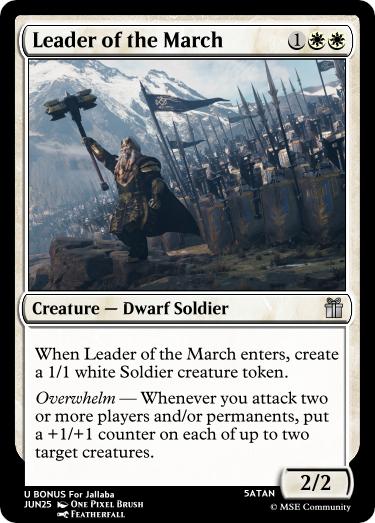 Leader of the March 1
Creature — Dwarf Soldier
When Leader of the March enters, create
a 1/1 white Soldier creature token.
Overwhelm — Whenever you attack two
or more players and/or permanents, put
a +1/+1 counter on each of up to two
target creatures.
2/2
U BONUS For Jallaba 5ATAN
JUN25 One Pixel Brush
Featherfall
© MSE Community